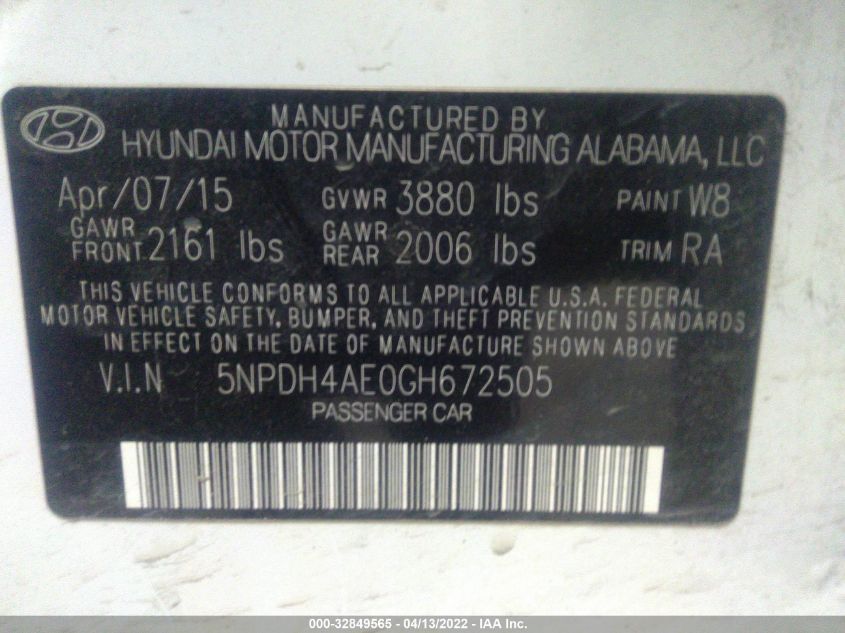 MANUFACTURED BY
HYUNDAI MOTOR MANUFACTURING ALABAMA, LLC
Apr/07/15 GVWR 3880 lbs PAINT W8
GAWR FRONT 2161 lbs GAWR REAR 2006 lbs TRIM RA
THIS VEHICLE CONFORMS TO ALL APPLICABLE U.S.A. FEDERAL
MOTOR VEHICLE SAFETY, BUMPER, AND THEFT PREVENTION STANDARDS
IN EFFECT ON THE DATE OF MANUFACTURE SHOWN ABOVE
V.I.N 5NPDH4AE0GH672505
PASSENGER CAR
000-32849565 - 04/13/2022 - IAA Inc.